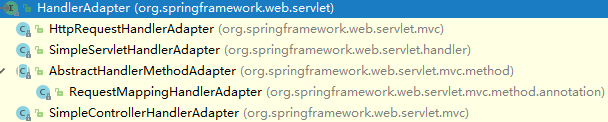 HandlerAdapter (org.springframework.web.servlet)
HttpRequestHandlerAdapter (org.springframework.web.servlet.mvc)
SimpleServletHandlerAdapter (org.springframework.web.servlet.handler)
AbstractHandlerMethodAdapter (org.springframework.web.servlet.mvc.method)
RequestMappingHandlerAdapter (org.springframework.web.servlet.mvc.method.annotation)
SimpleControllerHandlerAdapter (org.springframework.web.servlet.mvc)